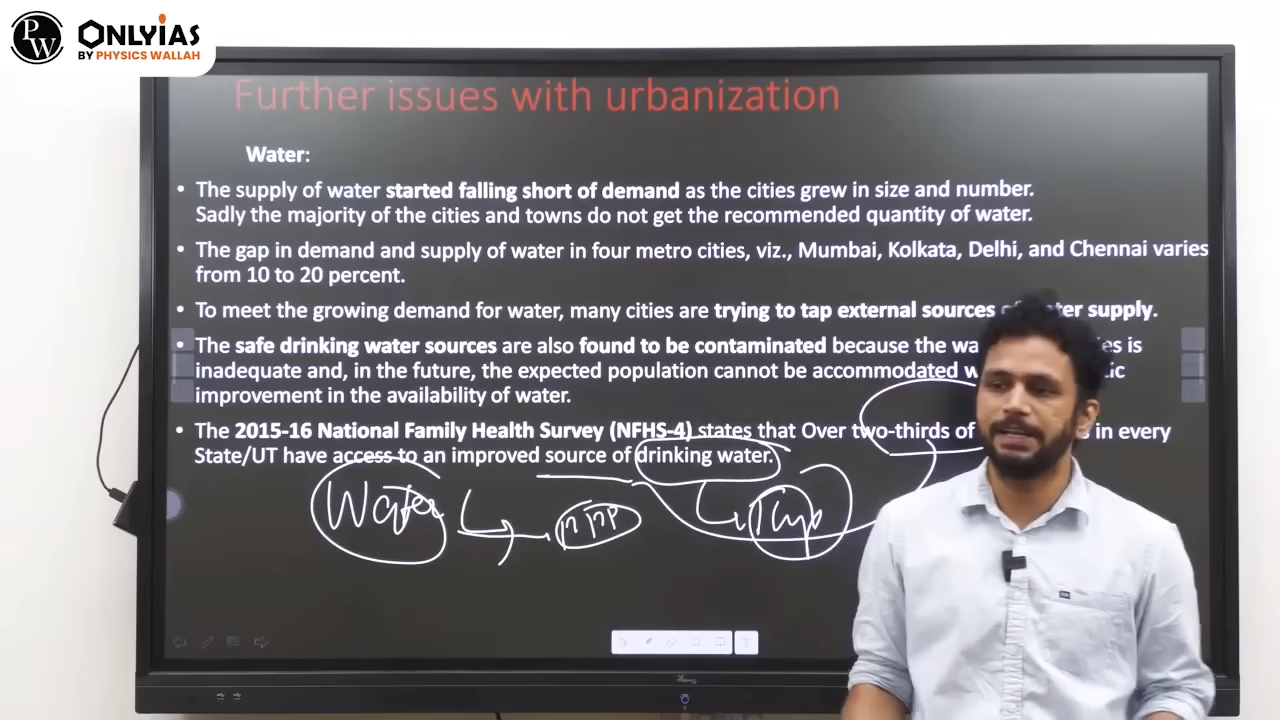 PW
ONLYIAS
BY PHYSICS WALLAH
Further issues with urbanization
Water:
• The supply of water started falling short of demand as the cities grew in size and number.
Sadly the majority of the cities and towns do not get the recommended quantity of water.
• The gap in demand and supply of water in four metro cities, viz., Mumbai, Kolkata, Delhi, and Chennai varies
from 10 to 20 percent.
• To meet the growing demand for water, many cities are trying to tap external sources of water supply.
• The safe drinking water sources are also found to be contaminated because the is
inadequate and, in the future, the expected population cannot be accommodated
improvement in the availability of water.
• The 2015-16 National Family Health Survey (NFHS-4) states that Over two-thirds of in every
State/UT have access to an improved source of drinking water.
Water